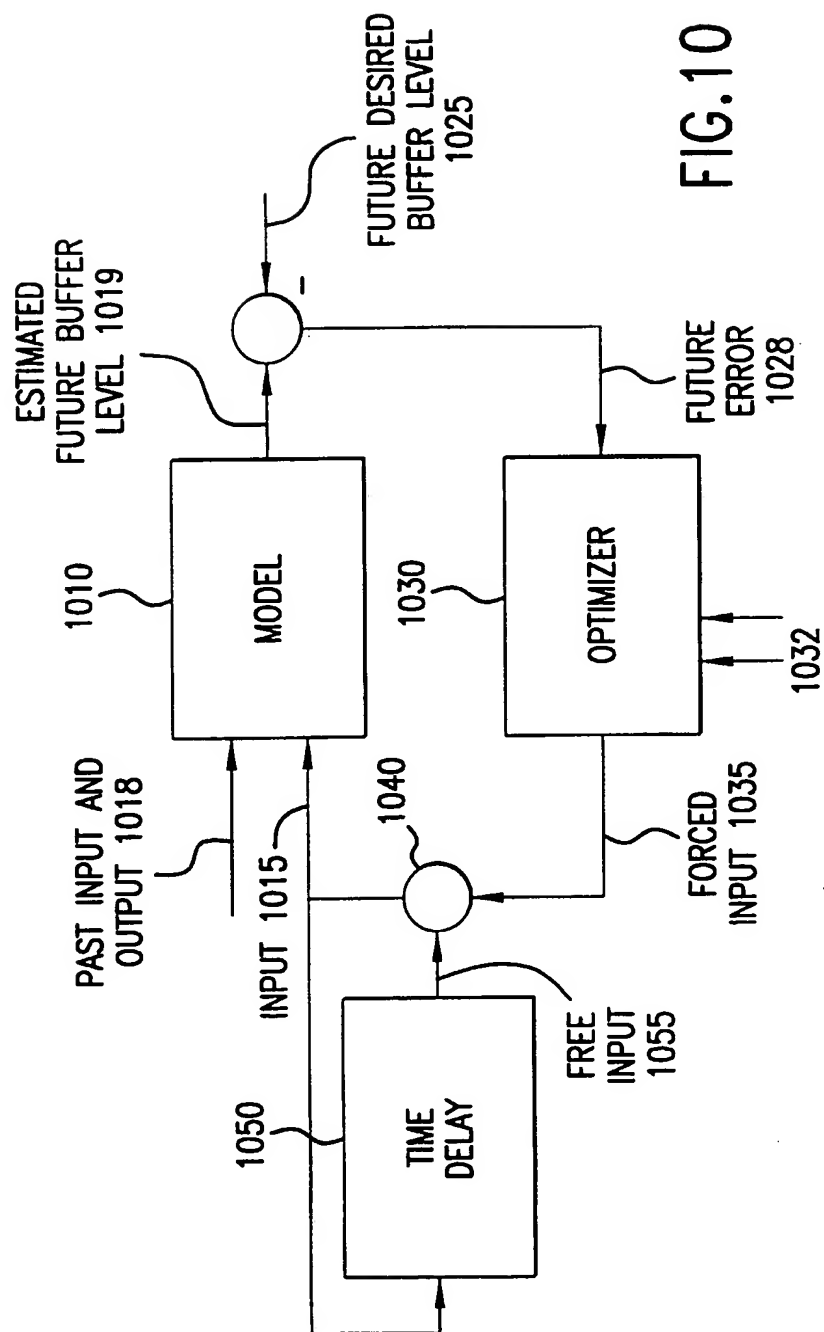 PAST INPUT AND
OUTPUT 1018
1010
MODEL
ESTIMATED
FUTURE BUFFER
LEVEL 1019
FUTURE DESIRED
BUFFER LEVEL
1025
-
INPUT 1015
1040
1050
TIME
DELAY
FREE
INPUT
1055
FORCED
INPUT 1035
1030
OPTIMIZER
1032
FUTURE
ERROR
1028
FIG.10